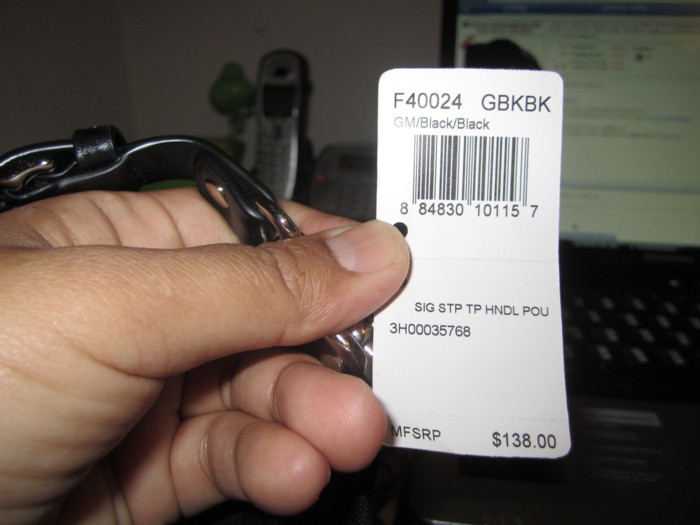 F40024 GBKBK
GM/Black/Black
8 84830 10115 7
SIG STP TP HNDL POU
3H00035768
MFSRP $138.00